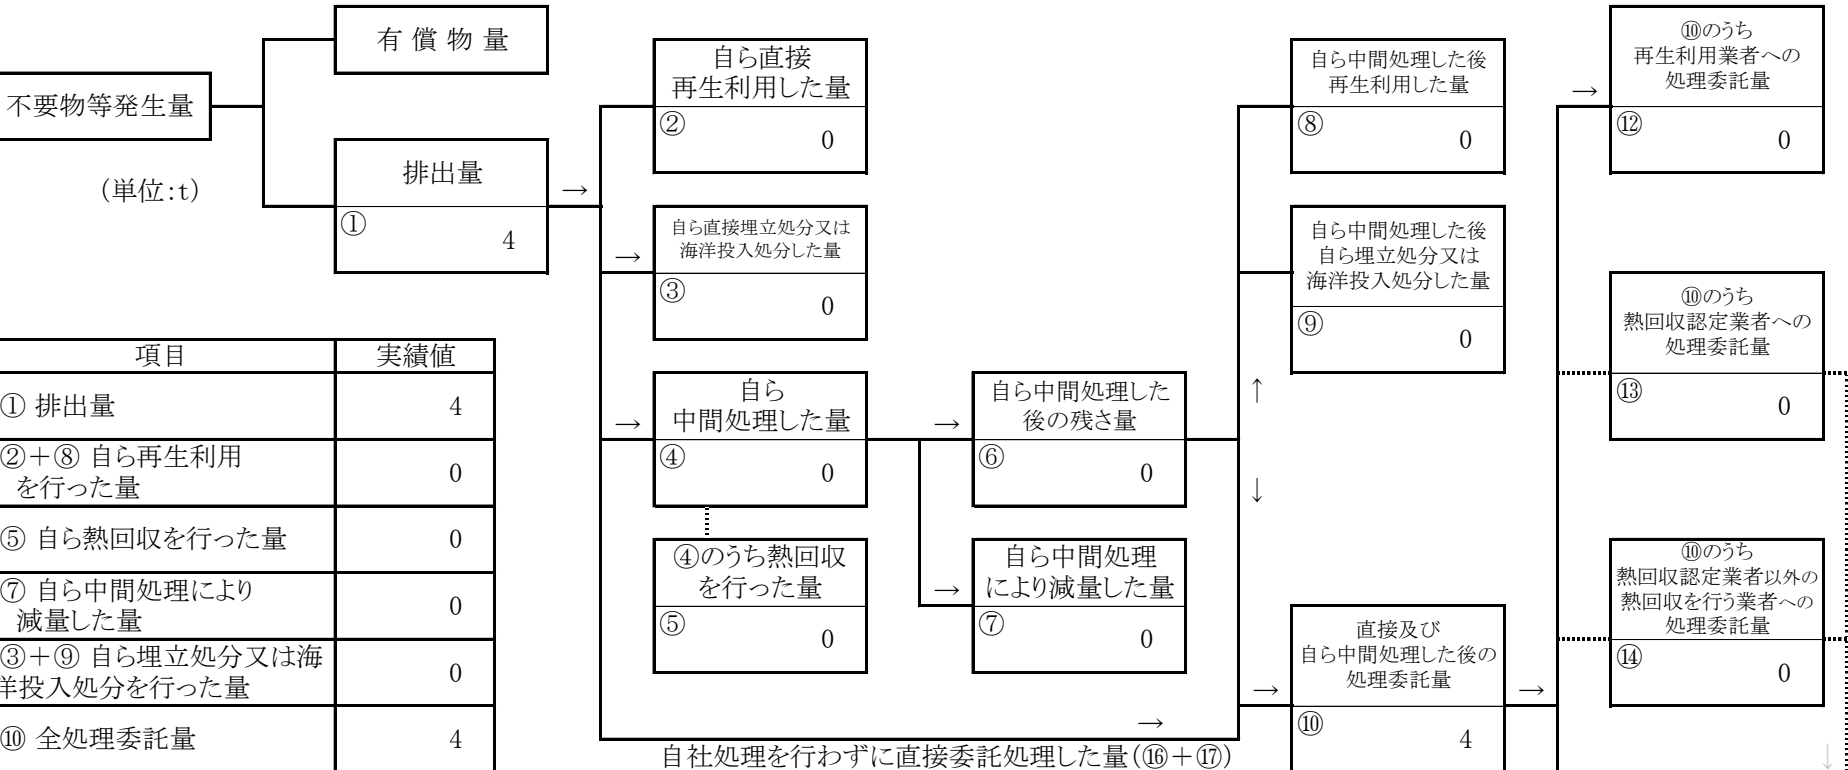 不要物等発生量
(単位:t)
有 償 物 量
排出量
①
4
→
自ら直接
再生利用した量
②
0
→
自ら直接埋立処分又は
海洋投入処分した量
③
0
→
自ら
中間処理した量
④
0
④のうち熱回収
を行った量
⑤
0
→
自ら中間処理した
後の残さ量
⑥
0
→
自ら中間処理
により減量した量
⑦
0
自ら中間処理した後
再生利用した量
⑧
0
自ら中間処理した後
自ら埋立処分又は
海洋投入処分した量
⑨
0
↑
↓
→
自社処理を行わずに直接委託処理した量(⑯+⑰)
→
直接及び
自ら中間処理した後の
処理委託量
⑩
4
→
→
⑩のうち
再生利用業者への
処理委託量
⑫
0
⑩のうち
熱回収認定業者への
処理委託量
⑬
0
⑩のうち
熱回収認定業者以外の
熱回収を行う業者への
処理委託量
⑭
0
↓
項目 実績値
① 排出量 4
②+⑧ 自ら再生利用
を行った量 0
⑤ 自ら熱回収を行った量 0
⑦ 自ら中間処理により
減量した量 0
③+⑨ 自ら埋立処分又は海
洋投入処分を行った量 0
⑩ 全処理委託量 4